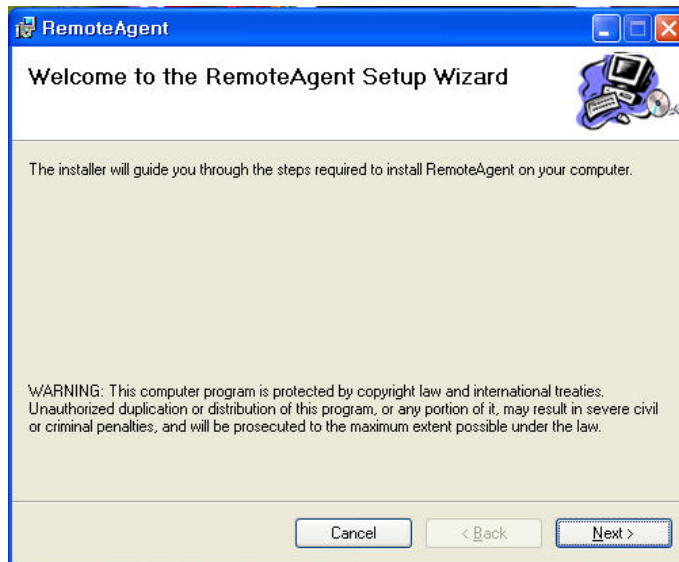 RemoteAgent
Welcome to the RemoteAgent Setup Wizard
The installer will guide you through the steps required to install RemoteAgent on your computer.
WARNING: This computer program is protected by copyright law and international treaties.
Unauthorized duplication or distribution of this program, or any portion of it, may result in severe civil
or criminal penalties, and will be prosecuted to the maximum extent possible under the law.
Cancel
< Back
Next >